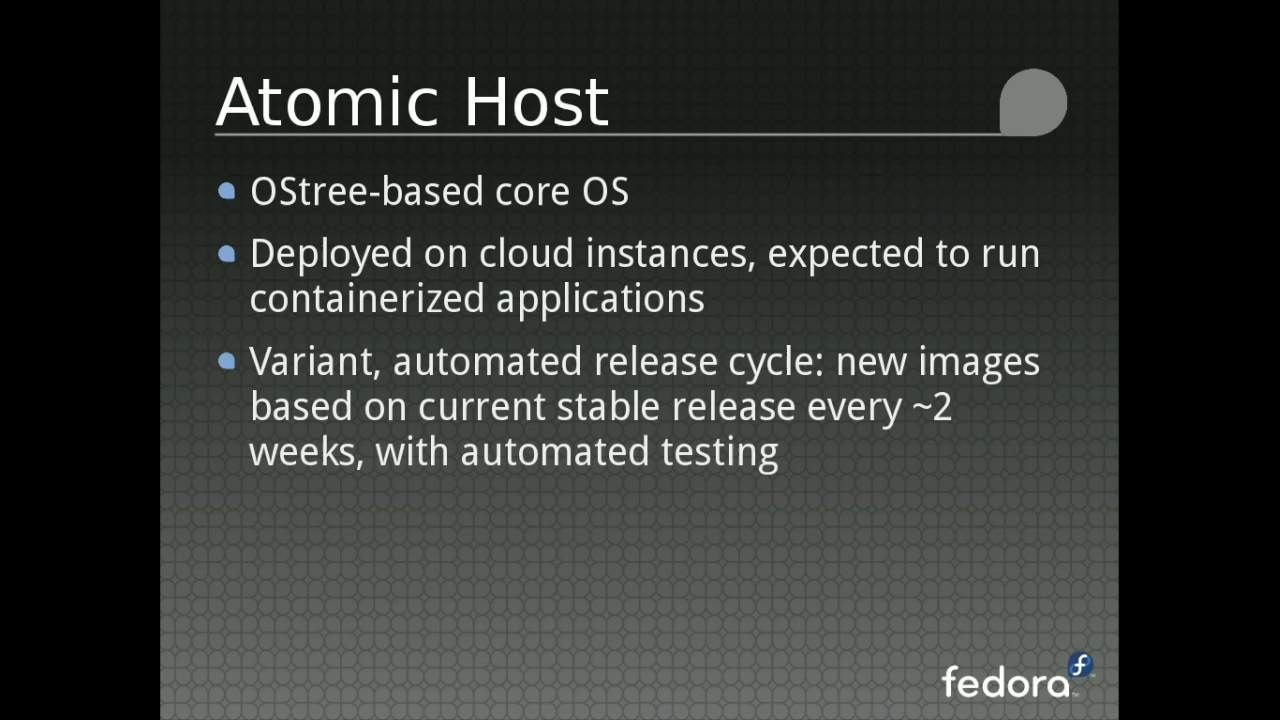 Atomic Host
OStree-based core OS
Deployed on cloud instances, expected to run
containerized applications
Variant, automated release cycle: new images
based on current stable release every ~2
weeks, with automated testing
fedora